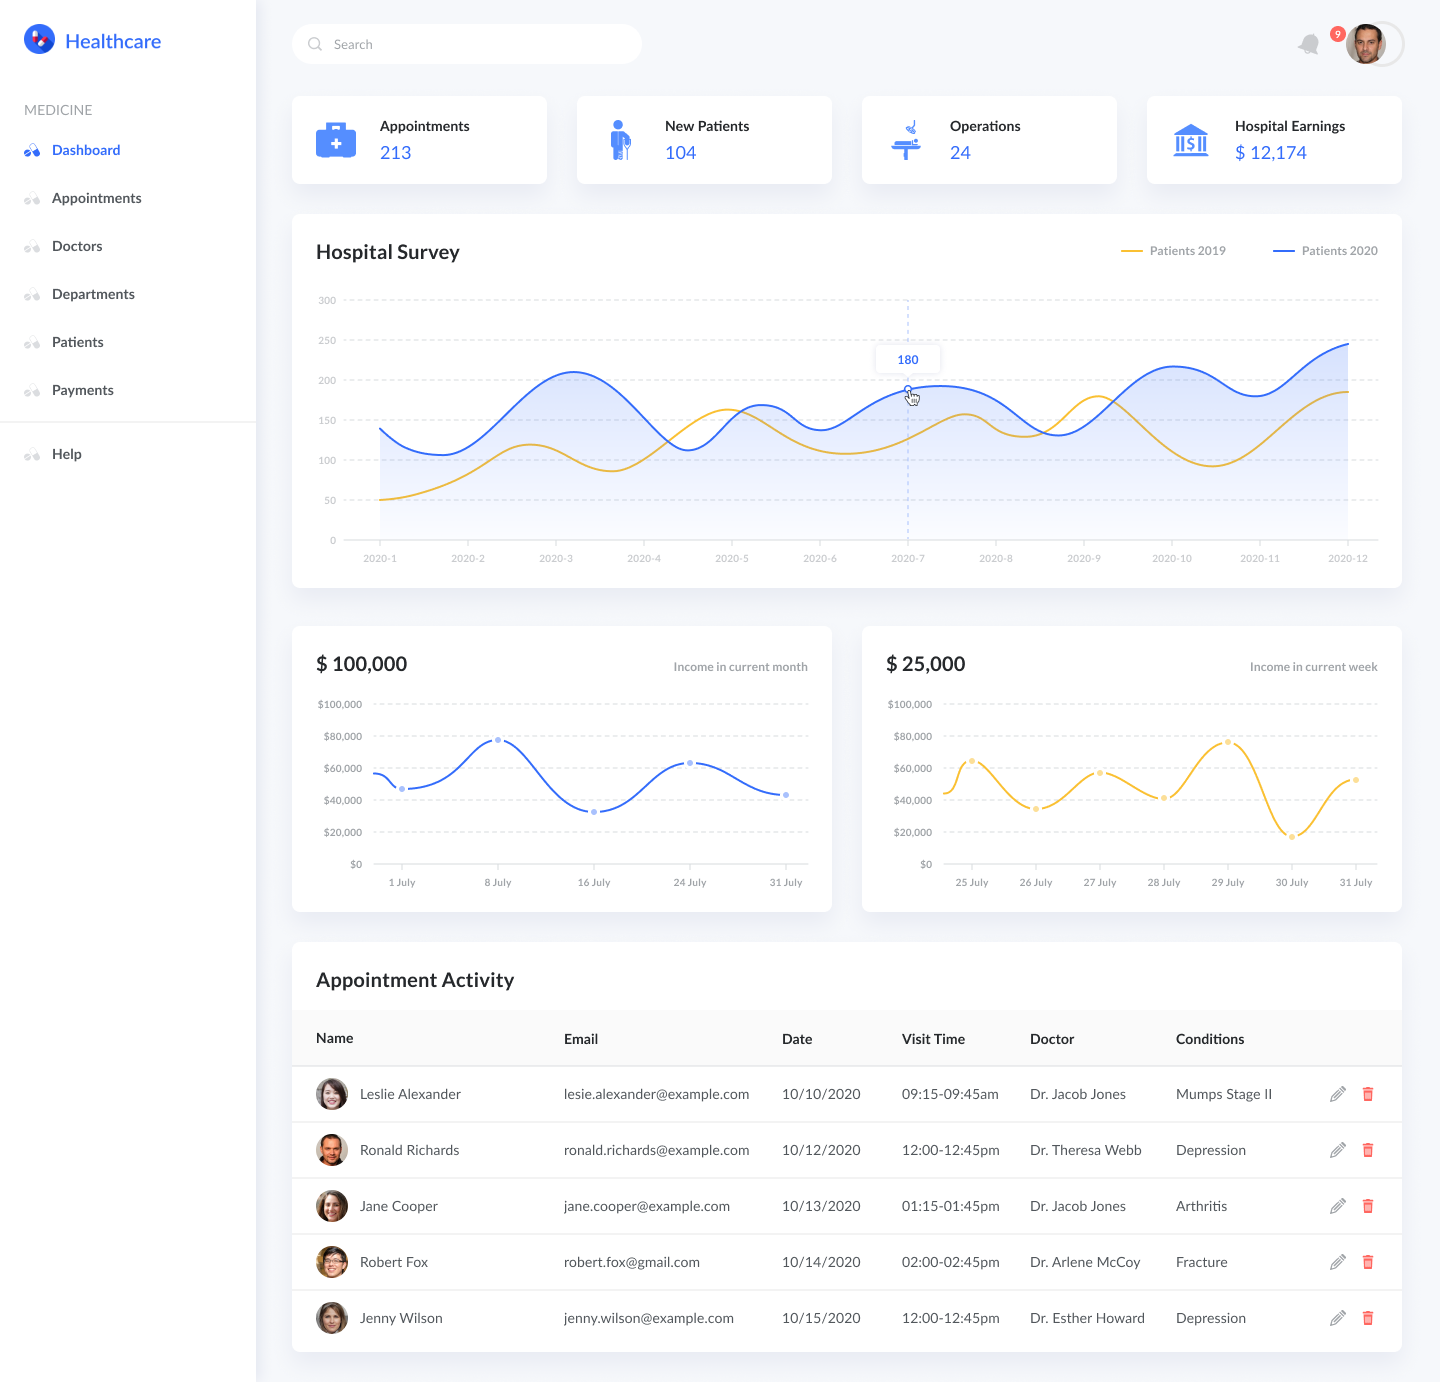 Healthcare
MEDICINE
Dashboard
Appointments
Doctors
Departments
Patients
Payments
Help
Search
9
Appointments
213
New Patients
104
Operations
24
Hospital Earnings
$ 12,174
Hospital Survey
Patients 2019
Patients 2020
300
250
200
150
100
50
0
180
2020-1 2020-2 2020-3 2020-4 2020-5 2020-6 2020-7 2020-8 2020-9 2020-10 2020-11 2020-12
$ 100,000
Income in current month
$100,000
$80,000
$60,000
$40,000
$20,000
$0
1 July 8 July 16 July 24 July 31 July
$ 25,000
Income in current week
$100,000
$80,000
$60,000
$40,000
$20,000
$0
25 July 26 July 27 July 28 July 29 July 30 July 31 July
Appointment Activity
Name Email Date Visit Time Doctor Conditions
Leslie Alexander lesie.alexander@example.com 10/10/2020 09:15-09:45am Dr. Jacob Jones Mumps Stage II
Ronald Richards ronald.richards@example.com 10/12/2020 12:00-12:45pm Dr. Theresa Webb Depression
Jane Cooper jane.cooper@example.com 10/13/2020 01:15-01:45pm Dr. Jacob Jones Arthritis
Robert Fox robert.fox@gmail.com 10/14/2020 02:00-02:45pm Dr. Arlene McCoy Fracture
Jenny Wilson jenny.wilson@example.com 10/15/2020 12:00-12:45pm Dr. Esther Howard Depression